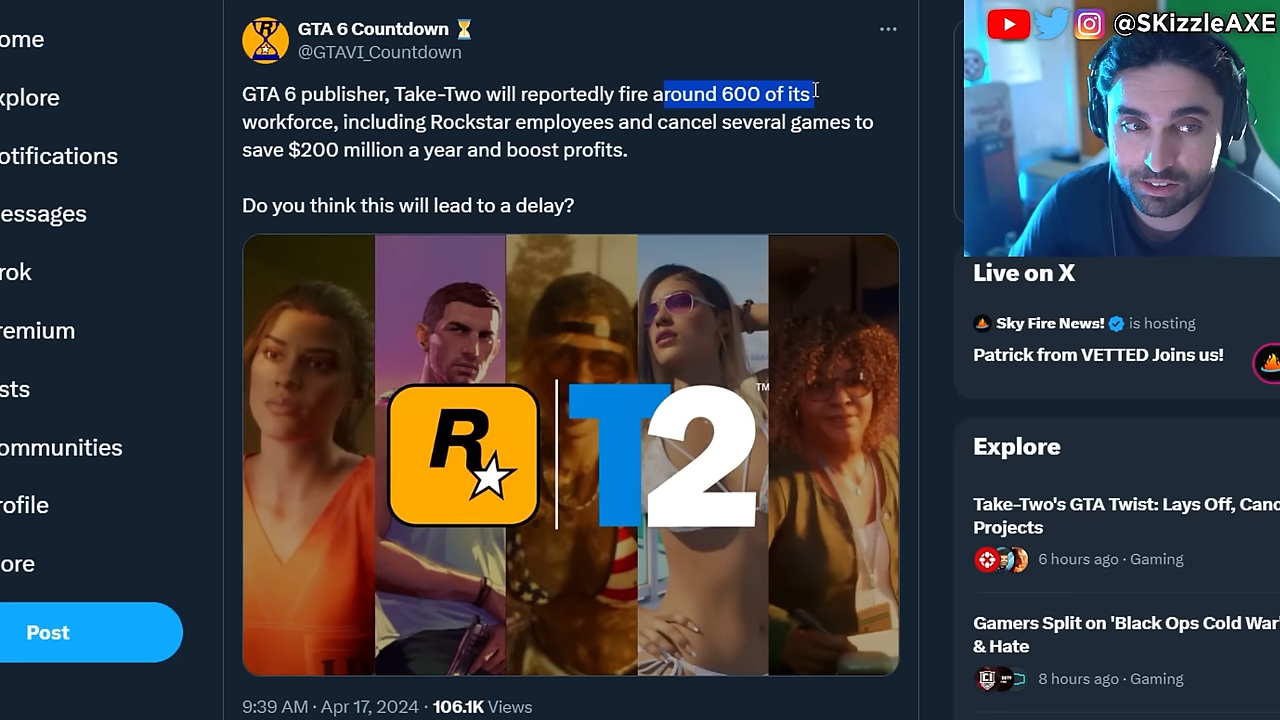 @SKizzleAXE
ome
xplore
otifications
essages
rok
remium
sts
ommunities
rofile
ore
Post
GTA 6 Countdown ⏳
@GTAVI_Countdown
GTA 6 publisher, Take-Two will reportedly fire around 600 of its
workforce, including Rockstar employees and cancel several games to
save $200 million a year and boost profits.
Do you think this will lead to a delay?
R
T2
TM
9:39 AM · Apr 17, 2024 · 106.1K Views
Live on X
Sky Fire News! is hosting
Patrick from VETTED Joins us!
Explore
Take-Two's GTA Twist: Lays Off, Canc
Projects
6 hours ago · Gaming
Gamers Split on 'Black Ops Cold War'
& Hate
8 hours ago · Gaming